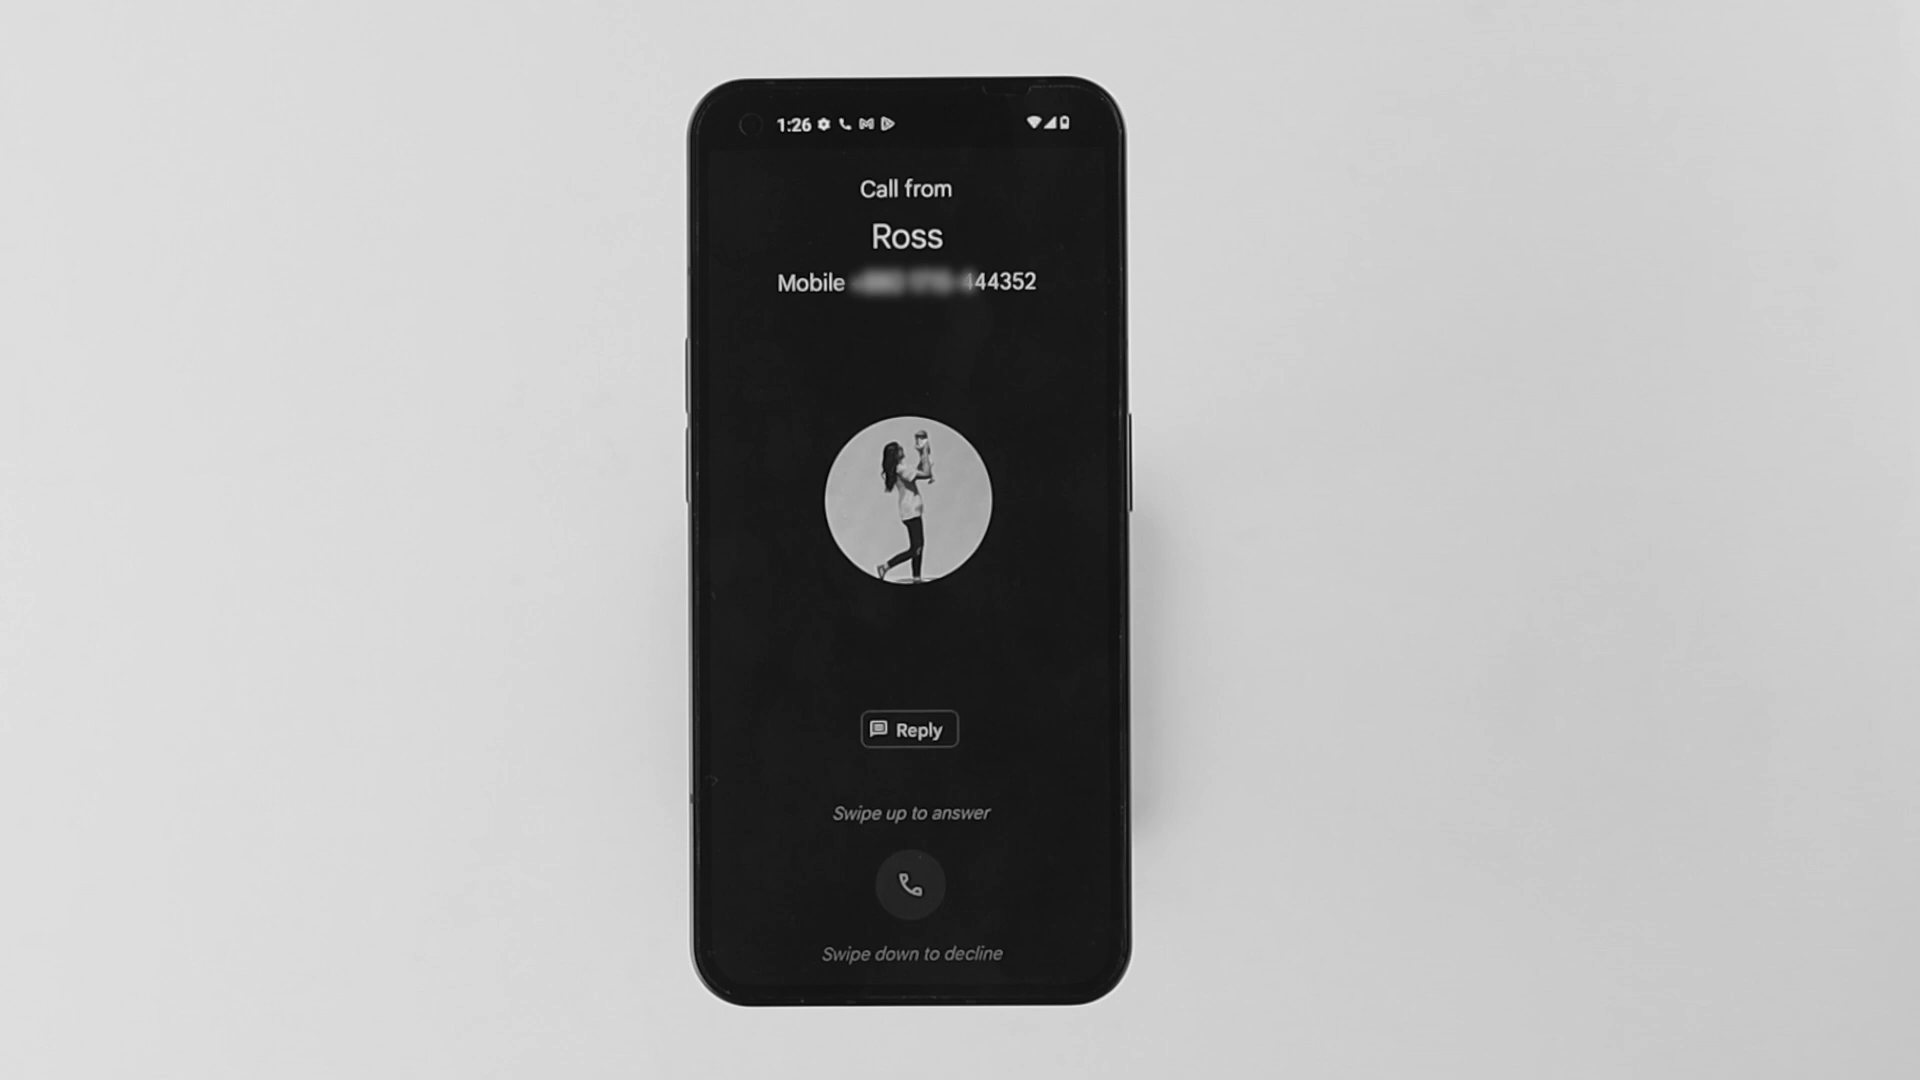 1:26
Call from
Ross
Mobile 44352
Reply
Swipe up to answer
Swipe down to decline